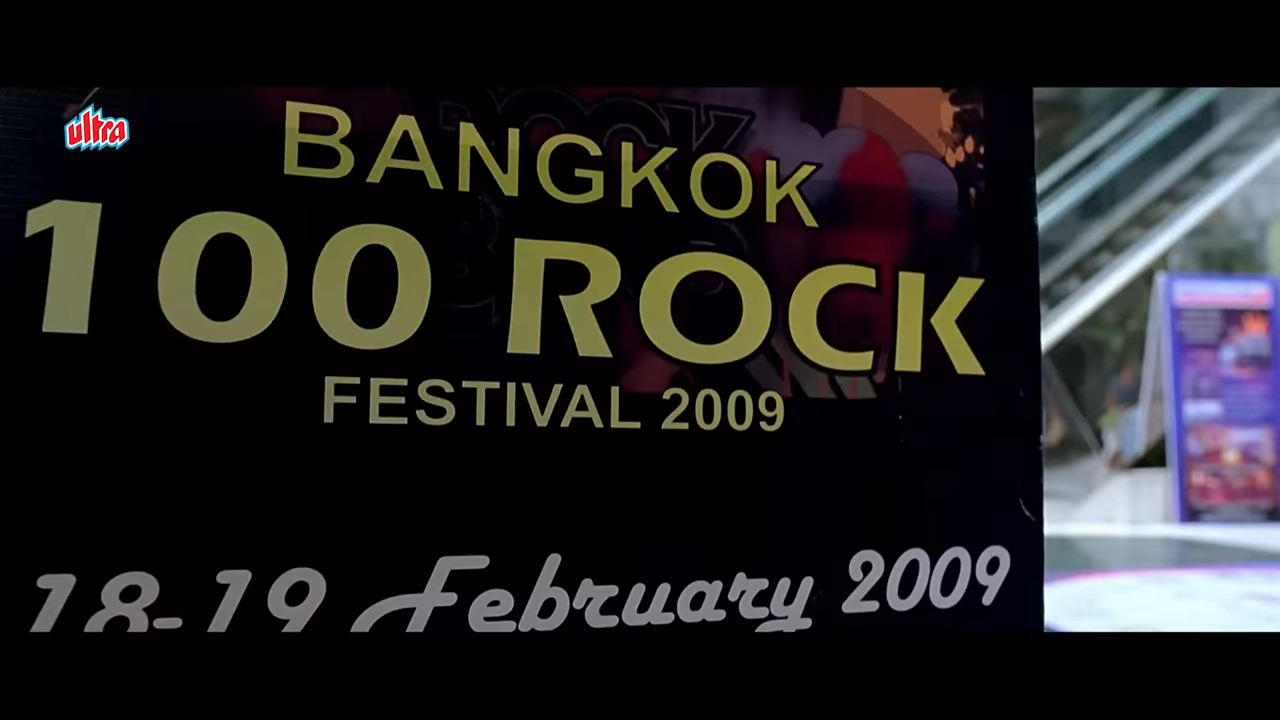 ultra
BANGKOK
100 ROCK
FESTIVAL 2009
18-19 February 2009